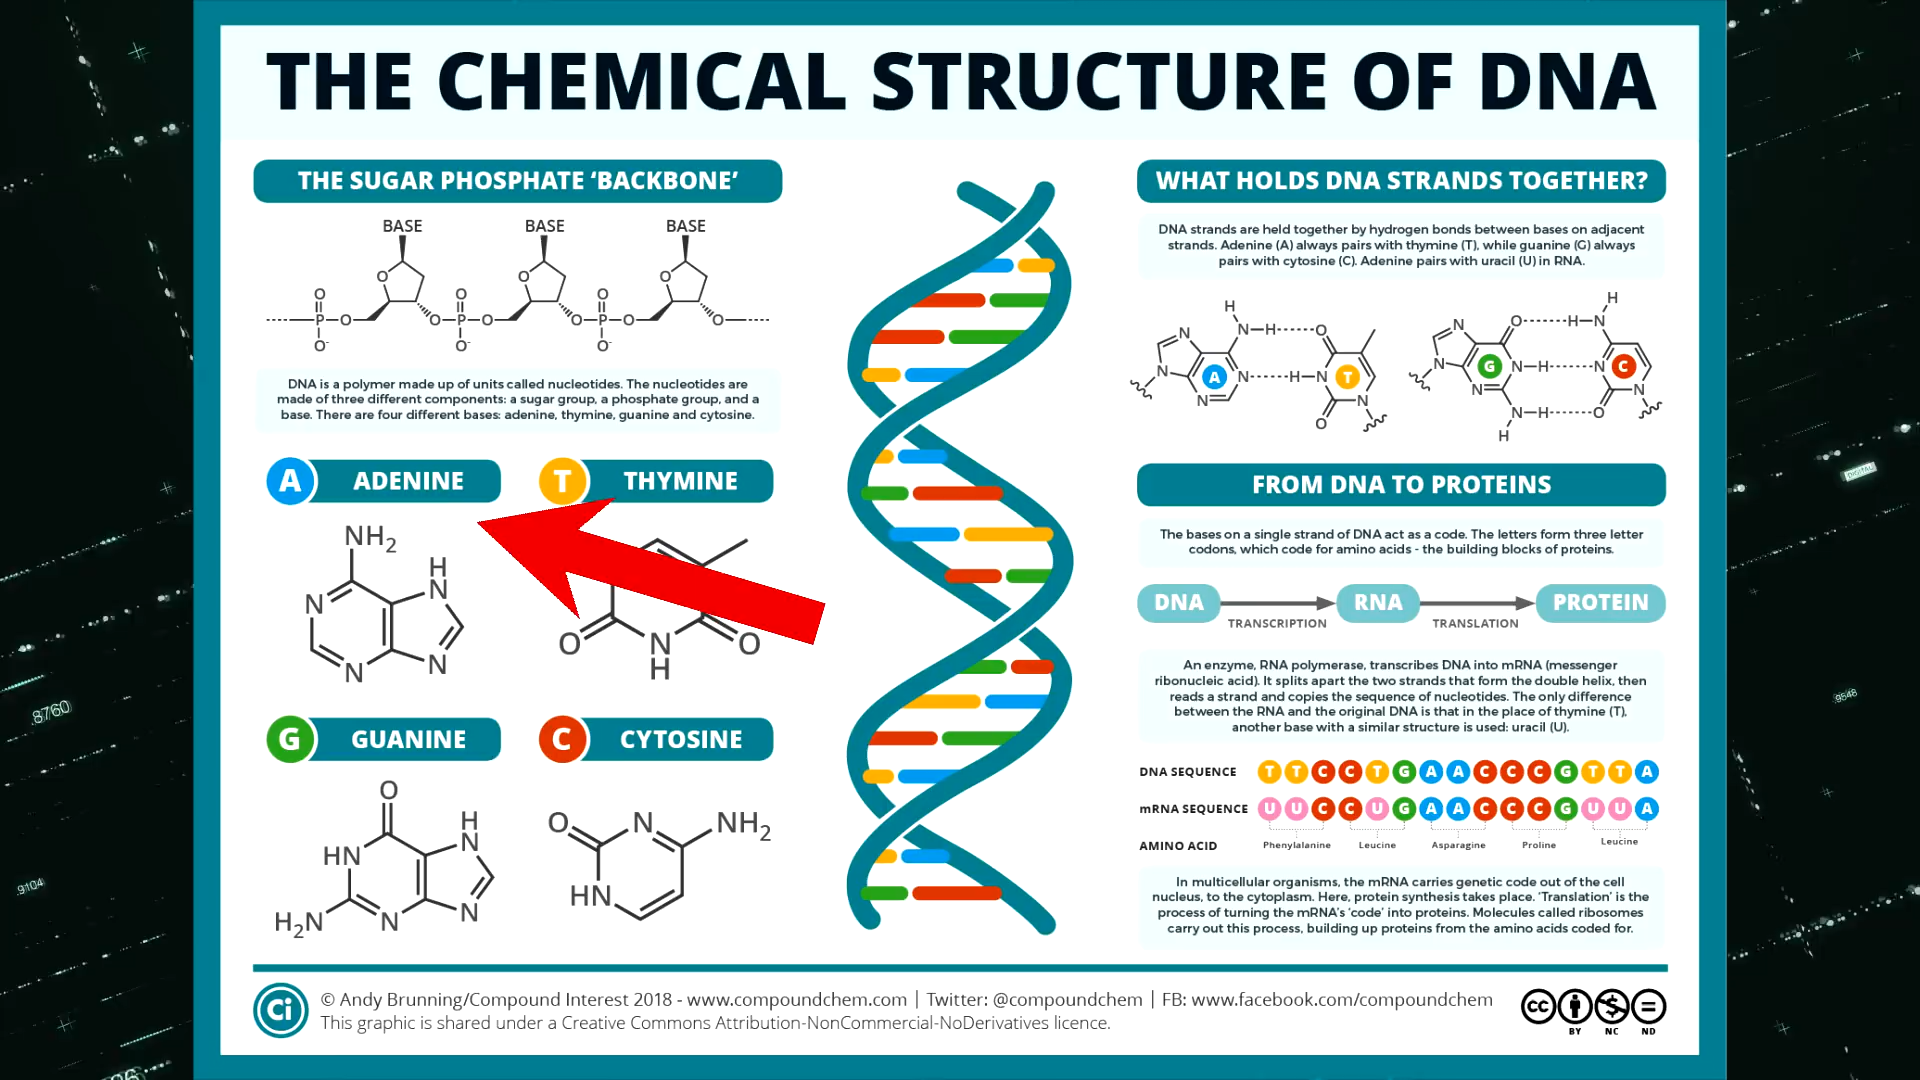 THE CHEMICAL STRUCTURE OF DNA
THE SUGAR PHOSPHATE ‘BACKBONE’
BASE BASE BASE
O O O
O O O
P O O P O O P O O
O- O- O-
DNA is a polymer made up of units called nucleotides. The nucleotides are
made of three different components: a sugar group, a phosphate group, and a
base. There are four different bases: adenine, thymine, guanine and cytosine.
A ADENINE
NH2
H
N
N
N
N
T THYMINE
O
N
H
O
G GUANINE
O
H
N
HN
N
N
H2N
C CYTOSINE
O
N
NH2
HN
WHAT HOLDS DNA STRANDS TOGETHER?
DNA strands are held together by hydrogen bonds between bases on adjacent
strands. Adenine (A) always pairs with thymine (T), while guanine (G) always
pairs with cytosine (C). Adenine pairs with uracil (U) in RNA.
H
N N H O
N A N H N T
N O N
H
N O H N
N G N H N C
N N
N H O
H
FROM DNA TO PROTEINS
The bases on a single strand of DNA act as a code. The letters form three letter
codons, which code for amino acids - the building blocks of proteins.
DNA RNA PROTEIN
TRANSCRIPTION TRANSLATION
An enzyme, RNA polymerase, transcribes DNA into mRNA (messenger
ribonucleic acid). It splits apart the two strands that form the double helix, then
reads a strand and copies the sequence of nucleotides. The only difference
between the RNA and the original DNA is that in the place of thymine (T),
another base with a similar structure is used: uracil (U).
DNA SEQUENCE T T C C T G A A C C C G T T A
mRNA SEQUENCE U U C C U G A A C C C G U U A
AMINO ACID Phenylalanine Leucine Asparagine Proline Leucine
In multicellular organisms, the mRNA carries genetic code out of the cell
nucleus, to the cytoplasm. Here, protein synthesis takes place. ‘Translation’ is the
process of turning the mRNA’s ‘code’ into proteins. Molecules called ribosomes
carry out this process, building up proteins from the amino acids coded for.
Ci
© Andy Brunning/Compound Interest 2018 - www.compoundchem.com | Twitter: @compoundchem | FB: www.facebook.com/compoundchem
This graphic is shared under a Creative Commons Attribution-NonCommercial-NoDerivatives licence.
CC BY NC ND
.8760
.9104
.9548
DIGITAL